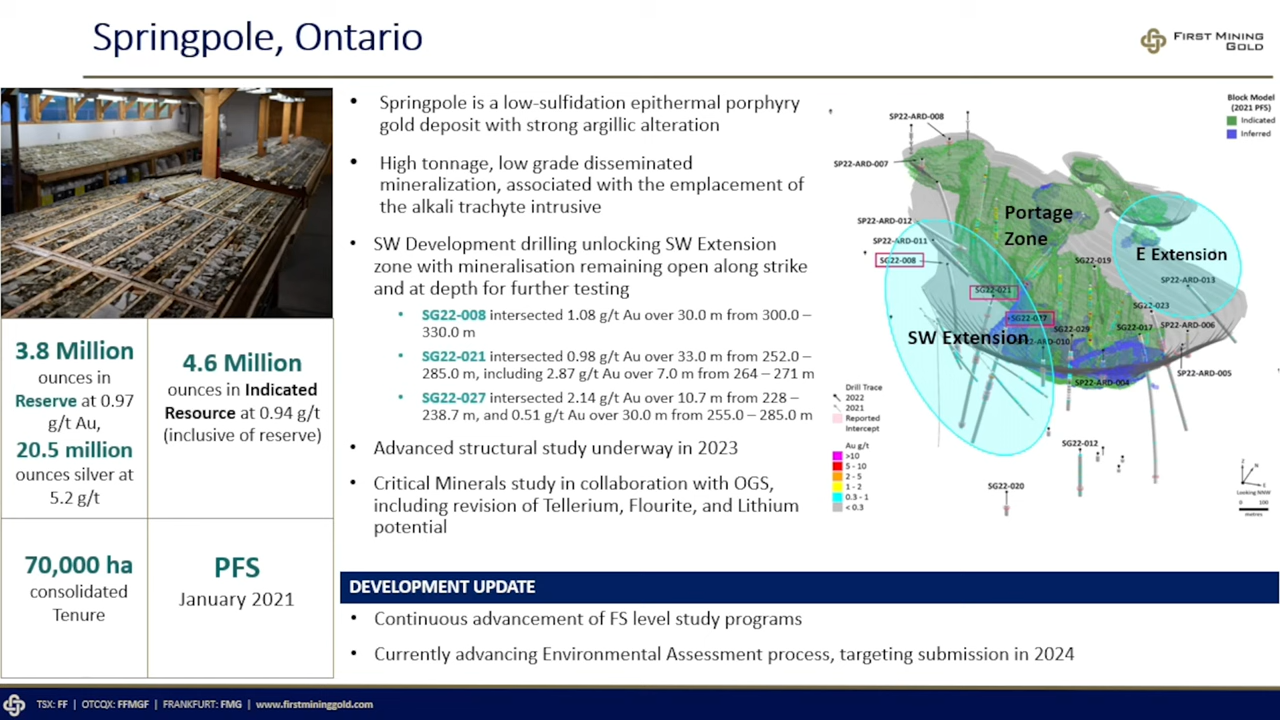 Springpole, Ontario
FIRST MINING
GOLD
3.8 Million
ounces in
Reserve at 0.97
g/t Au,
20.5 million
ounces silver at
5.2 g/t
4.6 Million
ounces in Indicated
Resource at 0.94 g/t
(inclusive of reserve)
70,000 ha
consolidated
Tenure
PFS
January 2021
• Springpole is a low-sulfidation epithermal porphyry
gold deposit with strong argillic alteration
• High tonnage, low grade disseminated
mineralization, associated with the emplacement of
the alkali trachyte intrusive
• SW Development drilling unlocking SW Extension
zone with mineralisation remaining open along strike
and at depth for further testing
• SG22-008 intersected 1.08 g/t Au over 30.0 m from 300.0 –
330.0 m
• SG22-021 intersected 0.98 g/t Au over 33.0 m from 252.0 –
285.0 m, including 2.87 g/t Au over 7.0 m from 264 – 271 m
• SG22-027 intersected 2.14 g/t Au over 10.7 m from 228 –
238.7 m, and 0.51 g/t Au over 30.0 m from 255.0 – 285.0 m
• Advanced structural study underway in 2023
• Critical Minerals study in collaboration with OGS,
including revision of Tellerium, Flourite, and Lithium
potential
Block Model
(2021 PFS)
Indicated
Inferred
SP22-ARD-008
SP22-ARD-007
SP22-ARD-012
SP22-ARD-011
SG22-008
Portage
Zone
E Extension
SG22-019
SP22-ARD-013
SG22-021
SG22-023
SG22-027
SG22-029
SG22-017
SP22-ARD-006
SW Extension
SP22-ARD-005
SP22-ARD-004
SG22-012
SG22-020
Drill Trace
2022
2021
Reported
Intercept
Au g/t
>10
5 - 10
2 - 5
1 - 2
0.3 - 1
< 0.3
Z
N
E
Looking NNW
0 100
metres
DEVELOPMENT UPDATE
• Continuous advancement of FS level study programs
• Currently advancing Environmental Assessment process, targeting submission in 2024
TSX: FF | OTCQX: FFMGF | FRANKFURT: FMG | www.firstmininggold.com